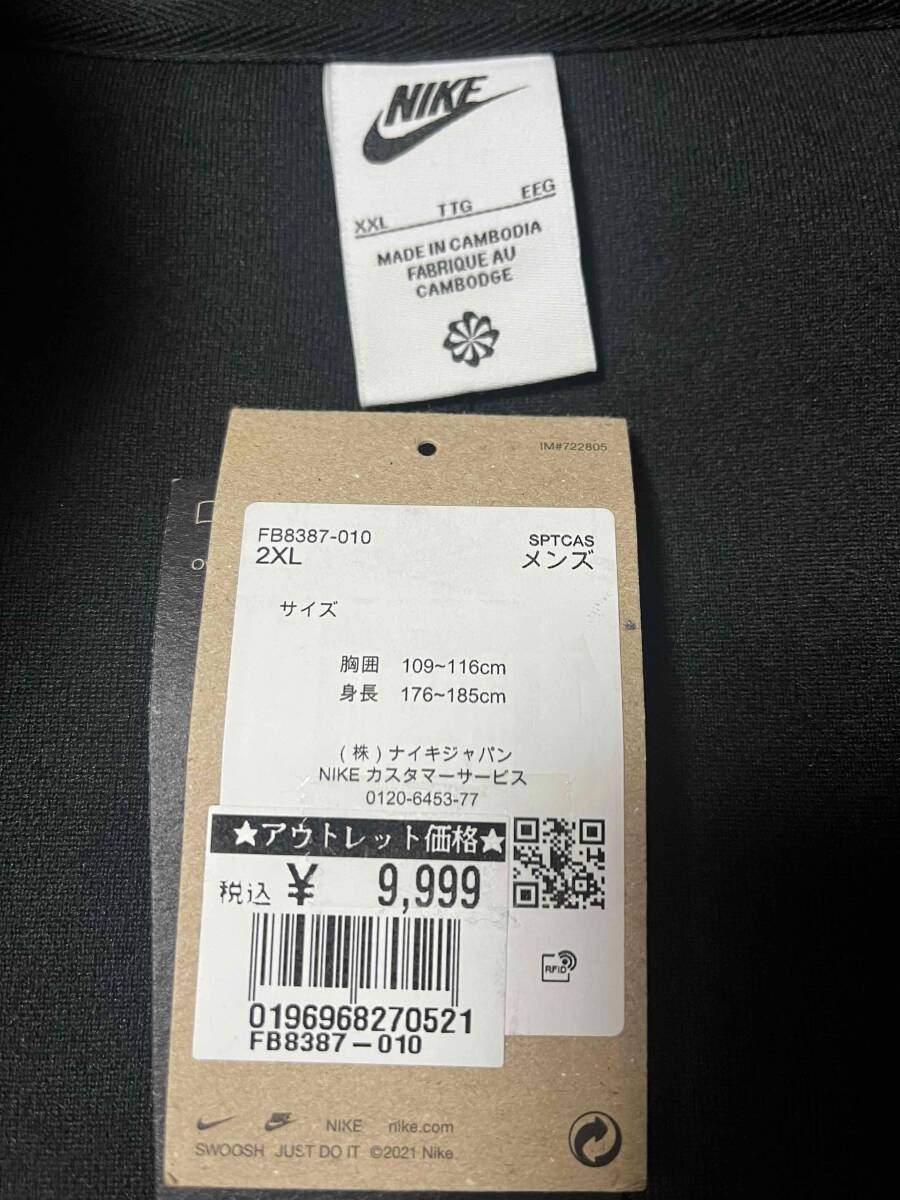 NIKE
XXL TTG EEG
MADE IN CAMBODIA
FABRIQUE AU
CAMBODGE
IM#722805
FB8387-010 SPTCAS
2XL メンズ
サイズ
胸囲 109~116cm
身長 176~185cm
(株)ナイキジャパン
NIKE カスタマーサービス
0120-6453-77
★アウトレット価格★
税込 ¥ 9,999
RFID
0196968270521
FB8387-010
NIKE nike.com
SWOOSH JUST DO IT ©2021 Nike